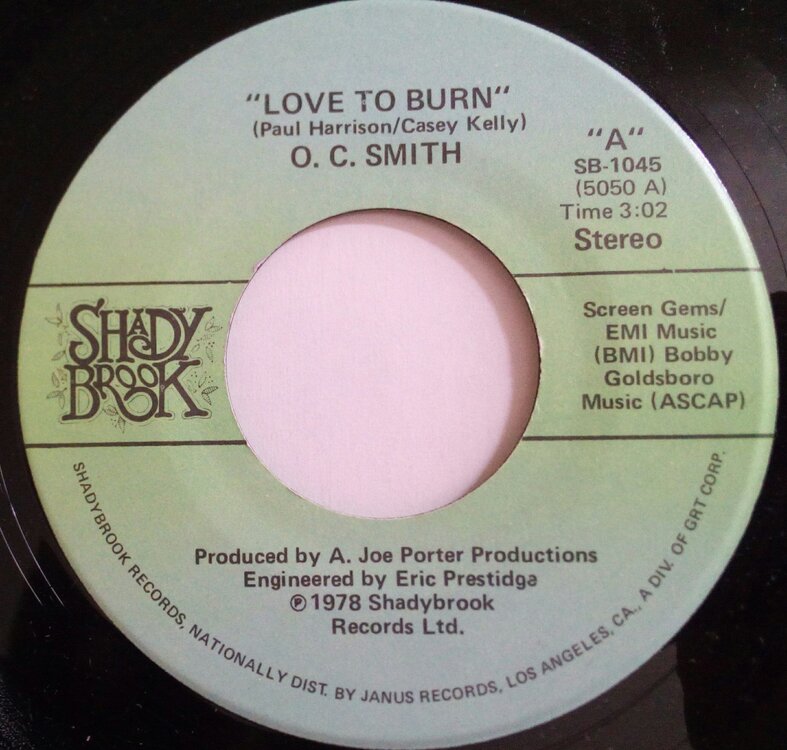 "LOVE TO BURN"
(Paul Harrison/Casey Kelly)
O. C. SMITH
"A"
SB-1045
(5050 A)
Time 3:02
Stereo
SHADY
BROOK
Screen Gems/
EMI Music
(BMI) Bobby
Goldsboro
Music (ASCAP)
Produced by A. Joe Porter Productions
Engineered by Eric Prestidga
℗1978 Shadybrook
Records Ltd.
SHADYBROOK RECORDS, NATIONALLY DIST. BY JANUS RECORDS, LOS ANGELES, CA., A DIV. OF GRT CORP.